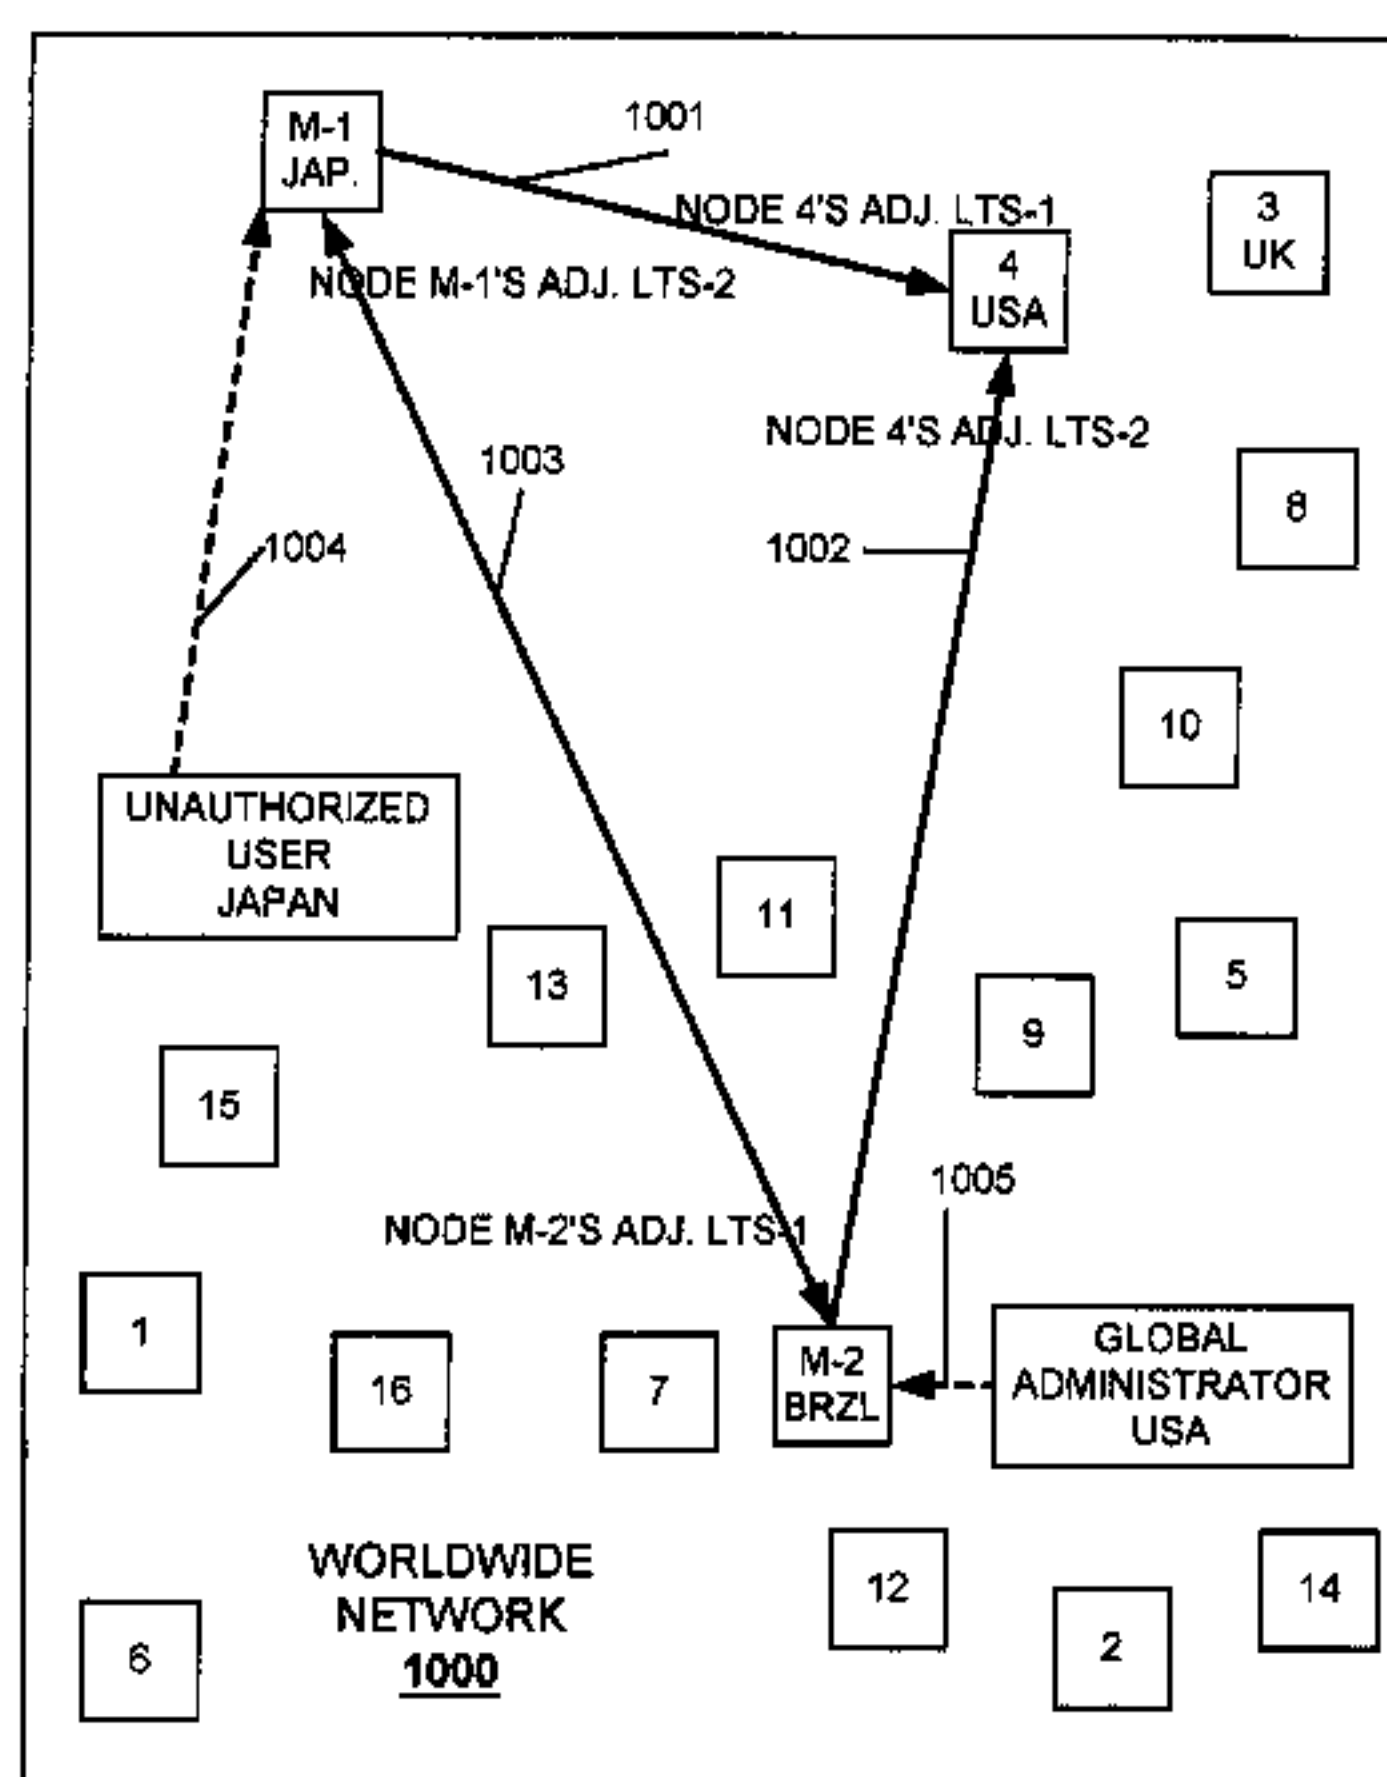 M-1
JAP.
1001
NODE 4'S ADJ. LTS-1
3
UK
4
USA
NODE M-1'S ADJ. LTS-2
NODE 4'S ADJ. LTS-2
1003
8
1004
1002
10
UNAUTHORIZED
USER
JAPAN
11
13
5
9
15
1005
NODE M-2'S ADJ. LTS-1
1
16
7
M-2
BRZL
GLOBAL
ADMINISTRATOR
USA
WORLDWIDE
NETWORK
1000
12
14
2
6